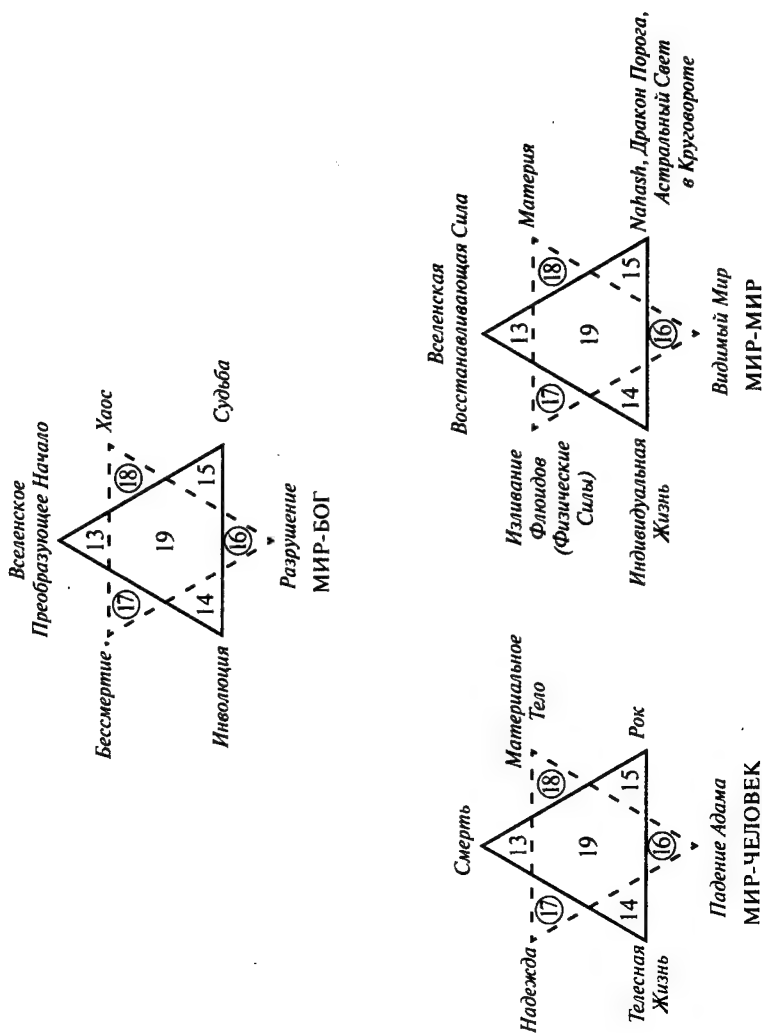 Вселенское
Преобразующее Начало
Бессмертие
Хаос
13
17
18
19
14
15
16
Инволюция
Судьба
Разрушение
МИР-БОГ
Смерть
Надежда
Материальное
Тело
13
17
18
19
14
15
16
Телесная
Жизнь
Рок
Падение Адама
МИР-ЧЕЛОВЕК
Вселенская
Восстанавливающая Сила
Изливание
Флюидов
(Физические
Силы)
Материя
13
17
18
19
14
15
16
Индивидуальная
Жизнь
Nahash, Дракон Порога,
Астральный Свет
в Круговороте
Видимый Мир
МИР-МИР